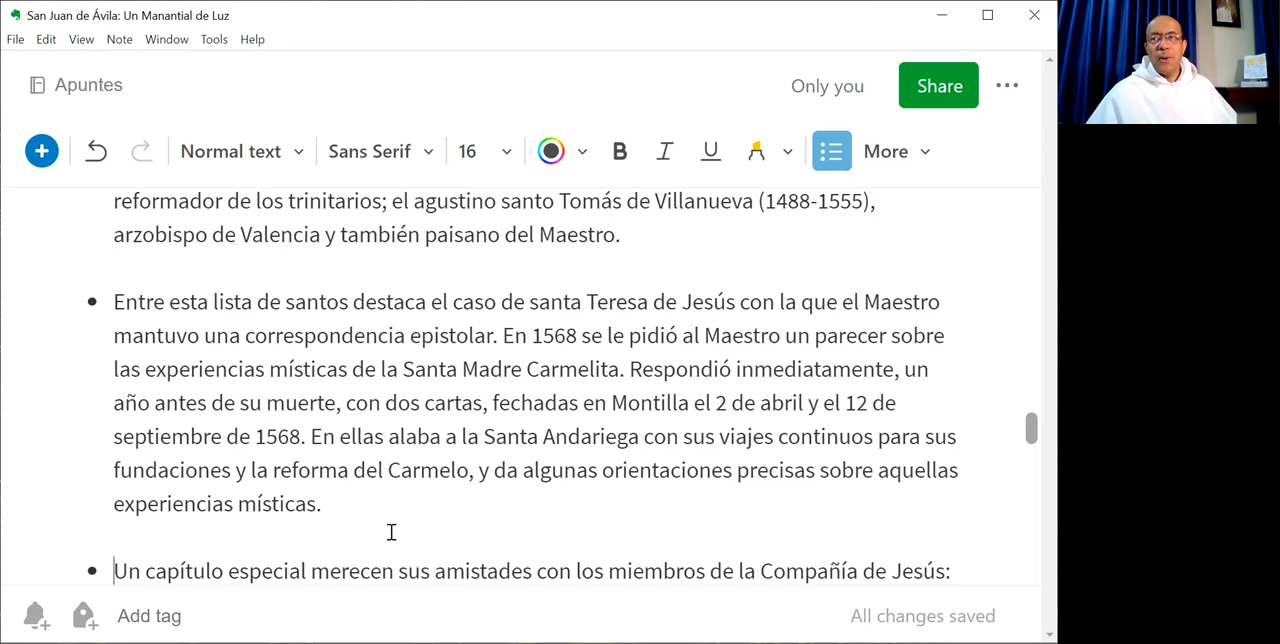 San Juan de Ávila: Un Manantial de Luz
File Edit View Note Window Tools Help
Apuntes
Only you
Share
Normal text
Sans Serif
16
B I U
More
reformador de los trinitarios; el agustino santo Tomás de Villanueva (1488-1555),
arzobispo de Valencia y también paisano del Maestro.
Entre esta lista de santos destaca el caso de santa Teresa de Jesús con la que el Maestro
mantuvo una correspondencia epistolar. En 1568 se le pidió al Maestro un parecer sobre
las experiencias místicas de la Santa Madre Carmelita. Respondió inmediatamente, un
año antes de su muerte, con dos cartas, fechadas en Montilla el 2 de abril y el 12 de
septiembre de 1568. En ellas alaba a la Santa Andariega con sus viajes continuos para sus
fundaciones y la reforma del Carmelo, y da algunas orientaciones precisas sobre aquellas
experiencias místicas.
Un capítulo especial merecen sus amistades con los miembros de la Compañía de Jesús:
Add tag
All changes saved